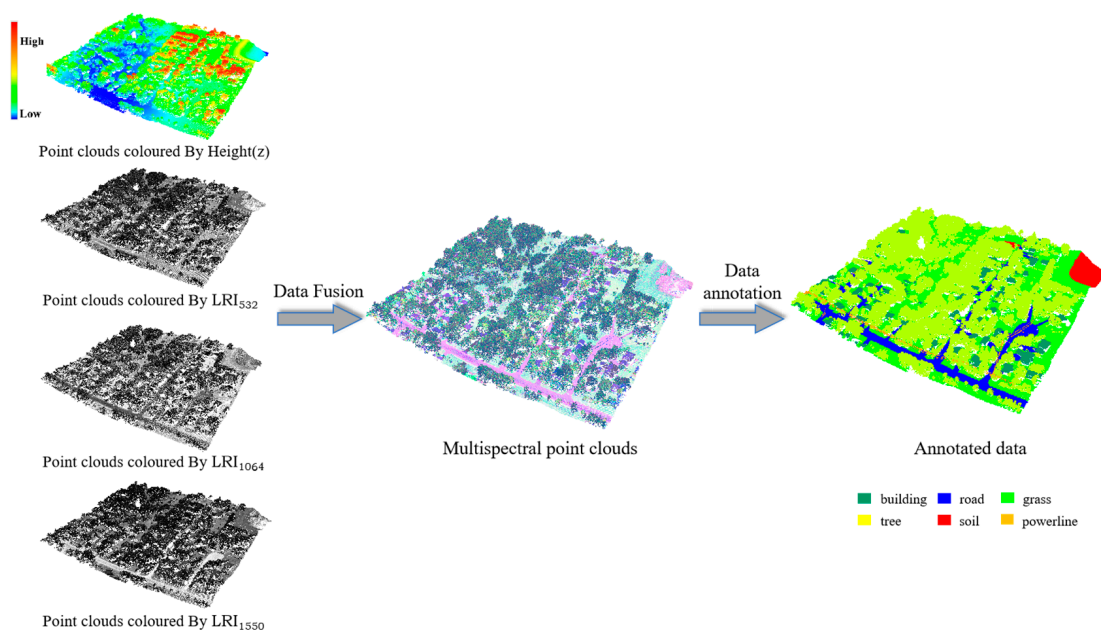 High
Low
Point clouds coloured By Height(z)
Point clouds coloured By LRI₅₃₂
Point clouds coloured By LRI₁₀₆₄
Point clouds coloured By LRI₁₅₅₀
Data Fusion
Multispectral point clouds
Data
annotation
Annotated data
building road grass
tree soil powerline